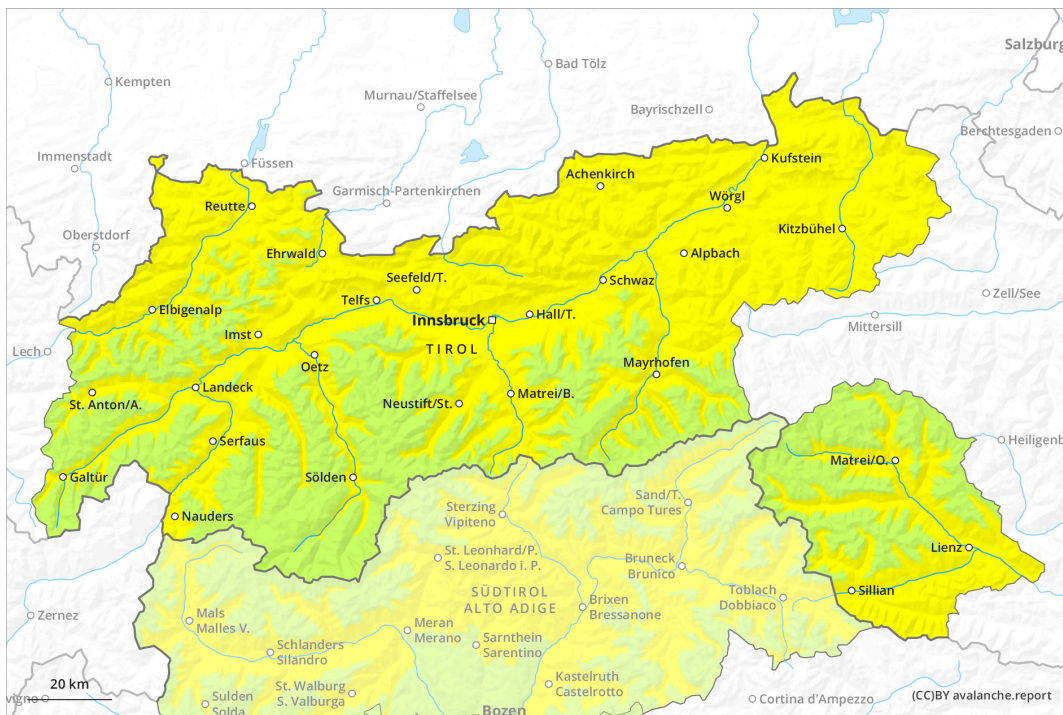 Salzburg
Kempten
Bad Tölz
Murnau/Staffelsee
Bayrischzell
Berchtesgaden
Immenstadt
Füssen
Kufstein
Achenkirch
Garmisch-Partenkirchen
Wörgl
Reutte
Oberstdorf
Kitzbühel
Ehrwald
Alpbach
Seefeld/T.
Schwaz
Telfs
Zell/See
Elbigenalp
Innsbruck
Hall/T.
Mittersill
Imst
TIROL
Lech
Oetz
Mayrhofen
Landeck
Matrei/B.
St. Anton/A.
Neustift/St.
Serfaus
Heiligenb
Matrei/O.
Galtür
Sölden
Sand/T.
Campo Tures
Sterzing
Vipiteno
Nauders
Lienz
St. Leonhard/P.
S. Leonardo i. P.
Bruneck
Brunico
SÜDTIROL
ALTO ADIGE
Toblach
Dobbiaco
Sillian
Brixen
Bressanone
Zernez
Mals
Malles V.
Meran
Merano
Schlanders
Silandro
Sarnthein
Sarentino
20 km
St. Walburg
S. Valburga
Kastelruth
Castelrotto
vigno
Sulden
Solda
Cortina d'Ampezzo
(CC)BY avalanche.report
Bozen